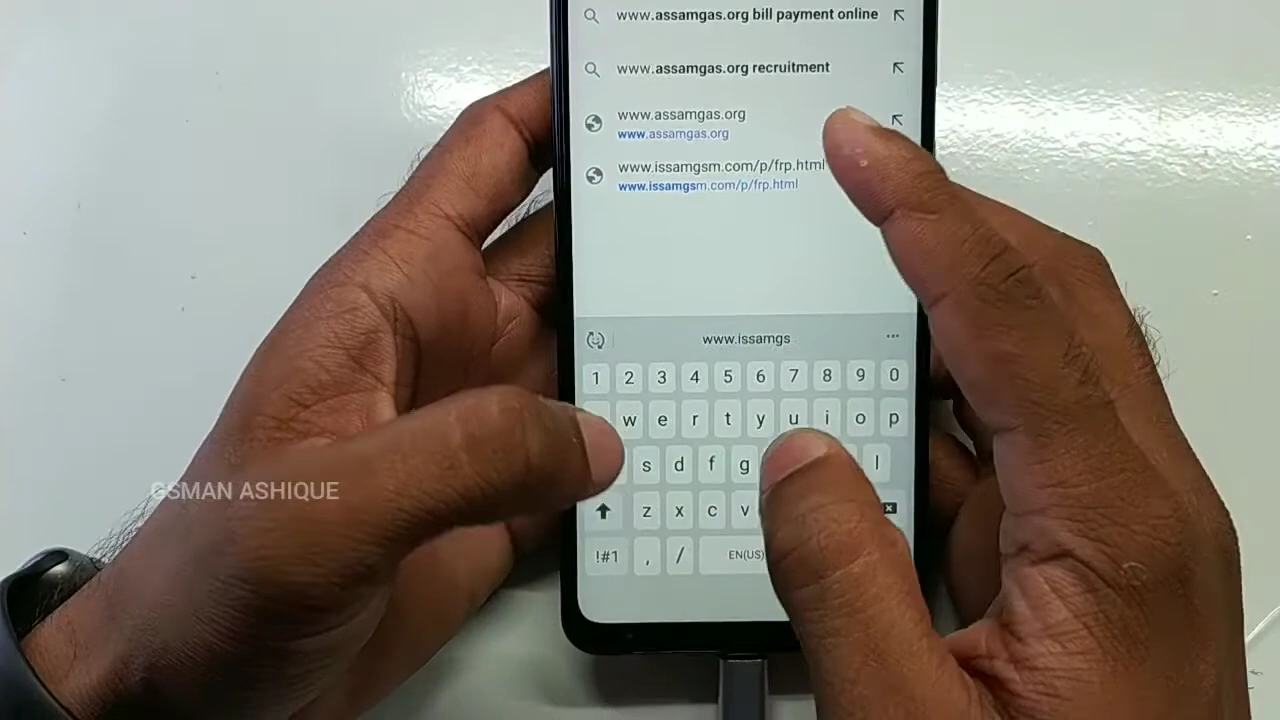 www.assamgas.org bill payment online
www.assamgas.org recruitment
www.assamgas.org
www.assamgas.org
www.issamgsm.com/p/frp.html
www.issamgsm.com/p/frp.html
www.issamgs
1 2 3 4 5 6 7 8 9 0
w e r t y u i o p
s d f g l
z x c v
!#1 , / EN(US)
GSMAN ASHIQUE